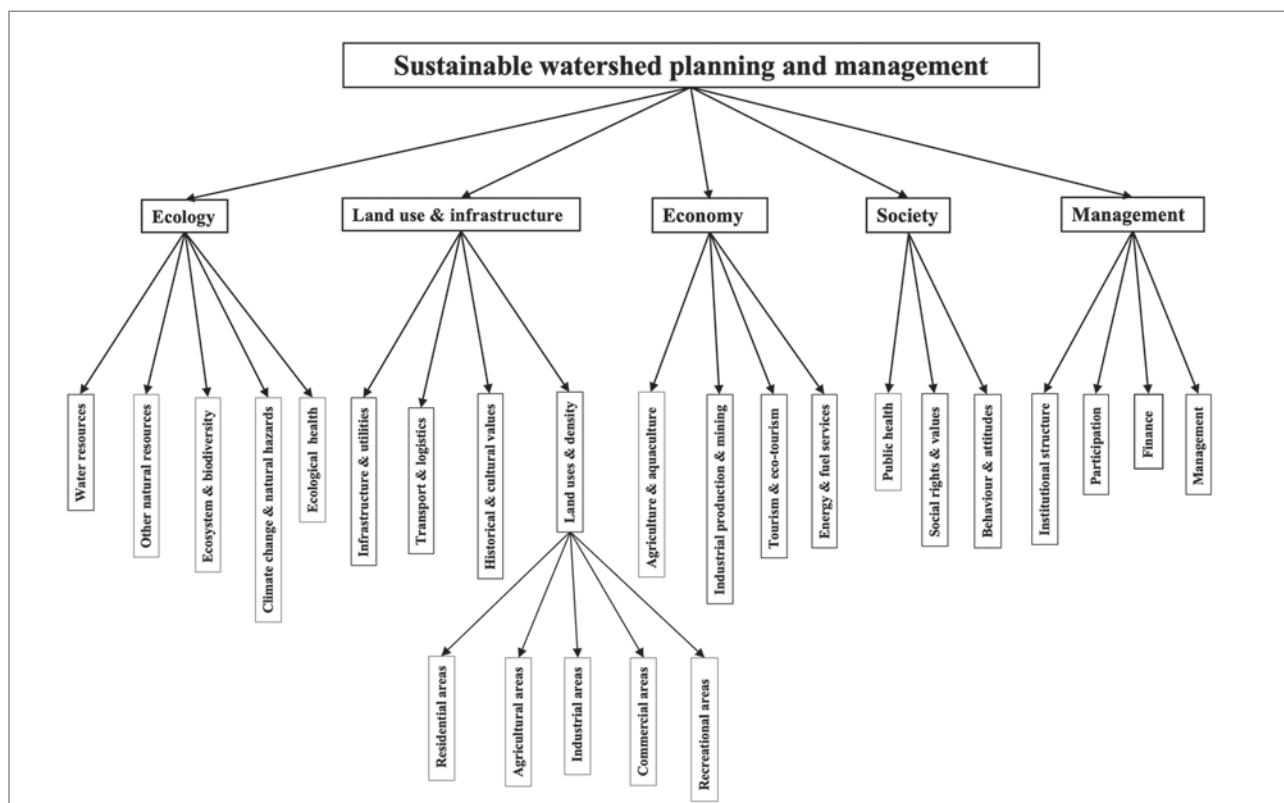 Sustainable watershed planning and management
Ecology
Land use & infrastructure
Economy
Society
Management
Water resources
Other natural resources
Ecosystem & biodiversity
Climate change & natural hazards
Ecological health
Infrastructure & utilities
Transport & logistics
Historical & cultural values
Land uses & density
Agriculture & aquaculture
Industrial production & mining
Tourism & eco-tourism
Energy & fuel services
Public health
Social rights & values
Behaviour & attitudes
Institutional structure
Participation
Finance
Management
Residential areas
Agricultural areas
Industrial areas
Commercial areas
Recreational areas